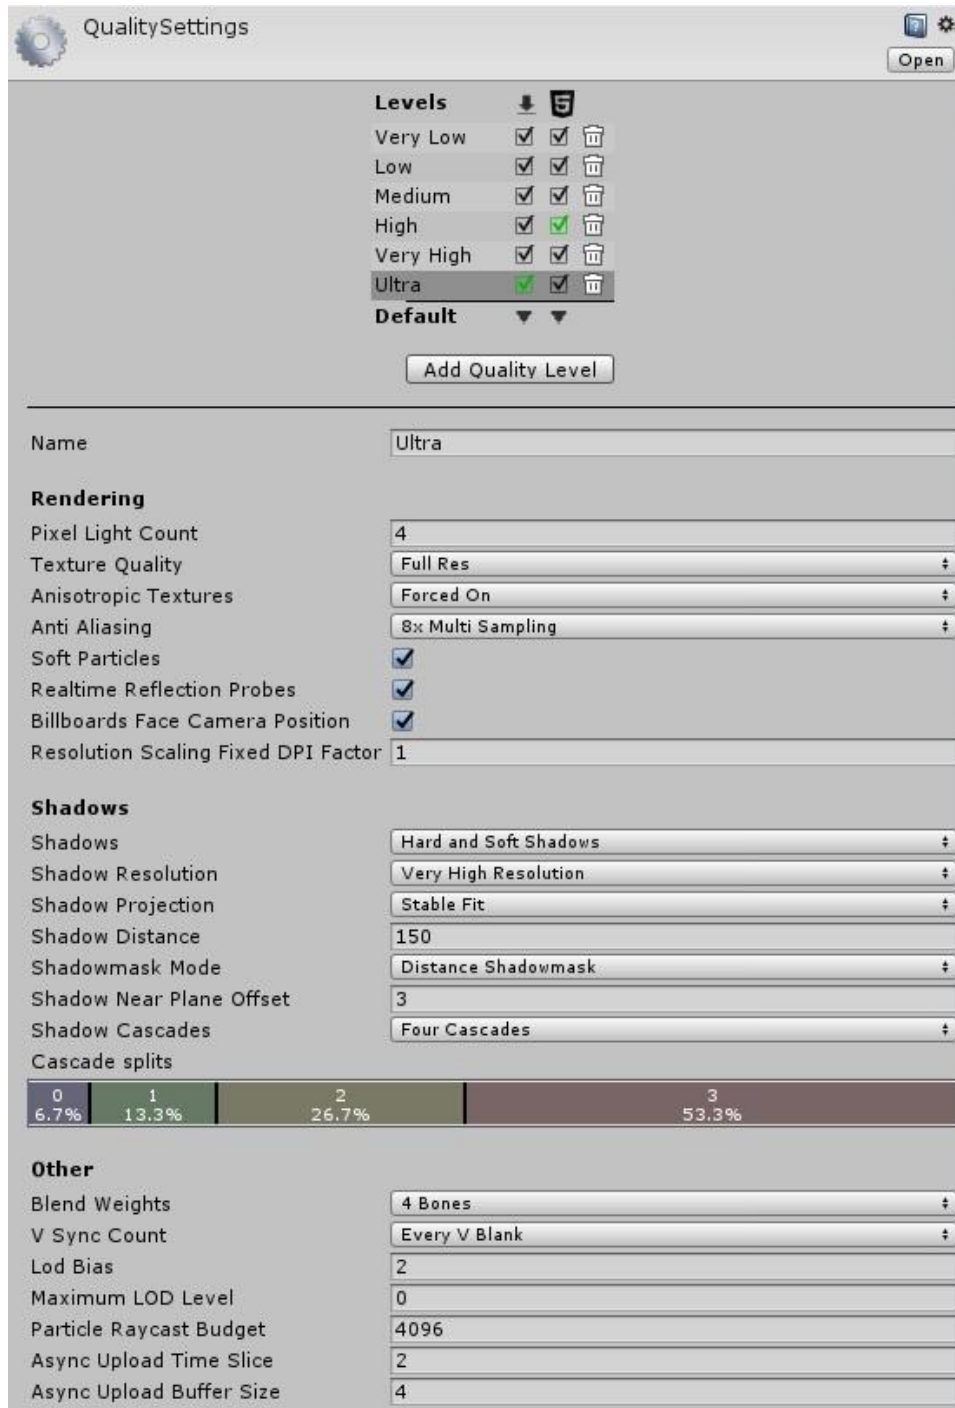 QualitySettings
Open
Levels
Very Low
Low
Medium
High
Very High
Ultra
Default
Add Quality Level
Name Ultra
Rendering
Pixel Light Count 4
Texture Quality Full Res
Anisotropic Textures Forced On
Anti Aliasing 8x Multi Sampling
Soft Particles
Realtime Reflection Probes
Billboards Face Camera Position
Resolution Scaling Fixed DPI Factor 1
Shadows
Shadows Hard and Soft Shadows
Shadow Resolution Very High Resolution
Shadow Projection Stable Fit
Shadow Distance 150
Shadowmask Mode Distance Shadowmask
Shadow Near Plane Offset 3
Shadow Cascades Four Cascades
Cascade splits
0 1 2 3
6.7% 13.3% 26.7% 53.3%
Other
Blend Weights 4 Bones
V Sync Count Every V Blank
Lod Bias 2
Maximum LOD Level 0
Particle Raycast Budget 4096
Async Upload Time Slice 2
Async Upload Buffer Size 4